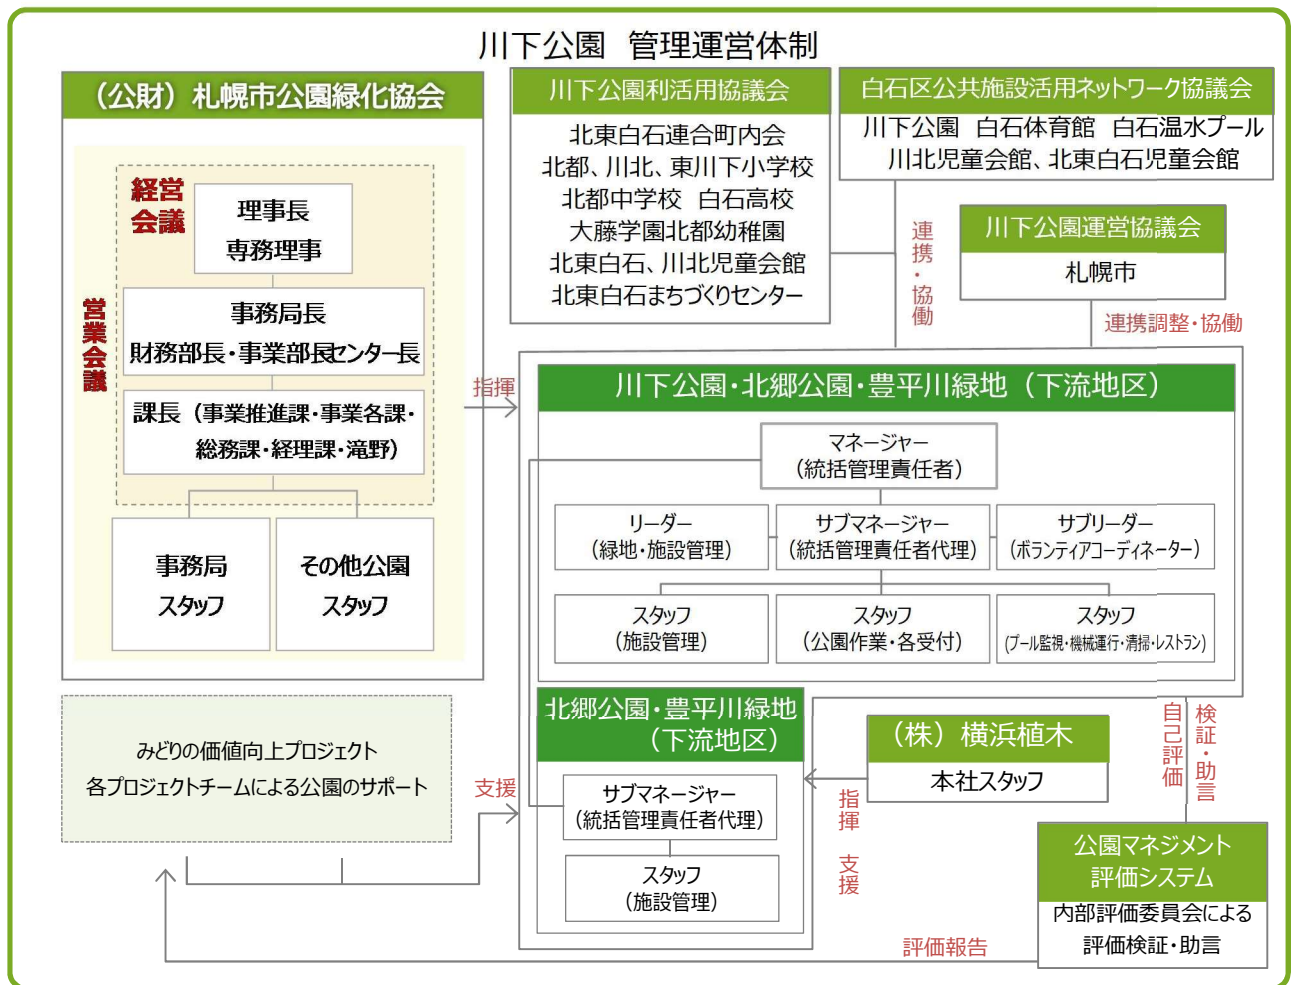 川下公園 管理運営体制
(公財)札幌市公園緑化協会
経営
会議
理事長
専務理事
営業会議
事務局長
財務部長・事業部長センター長
課長(事業推進課・事業各課・
総務課・経理課・滝野)
事務局
スタッフ
その他公園
スタッフ
川下公園利活用協議会
北東白石連合町内会
北都、川北、東川下小学校
北都中学校 白石高校
大藤学園北都幼稚園
北東白石、川北児童会館
北東白石まちづくりセンター
白石区公共施設活用ネットワーク協議会
川下公園 白石体育館 白石温水プール
川北児童会館、北東白石児童会館
連携・協働
川下公園運営協議会
札幌市
連携調整・協働
指揮
川下公園・北郷公園・豊平川緑地(下流地区)
マネージャー
(統括管理責任者)
リーダー
(緑地・施設管理)
サブマネージャー
(統括管理責任者代理)
サブリーダー
(ボランティアコーディネーター)
スタッフ
(施設管理)
スタッフ
(公園作業・各受付)
スタッフ
(プール監視・機械運行・清掃・レストラン)
北郷公園・豊平川緑地
(下流地区)
サブマネージャー
(統括管理責任者代理)
スタッフ
(施設管理)
(株)横浜植木
本社スタッフ
指揮 支援
検証・助言
自己評価
みどりの価値向上プロジェクト
各プロジェクトチームによる公園のサポート
支援
公園マネジメント
評価システム
内部評価委員会による
評価検証・助言
評価報告